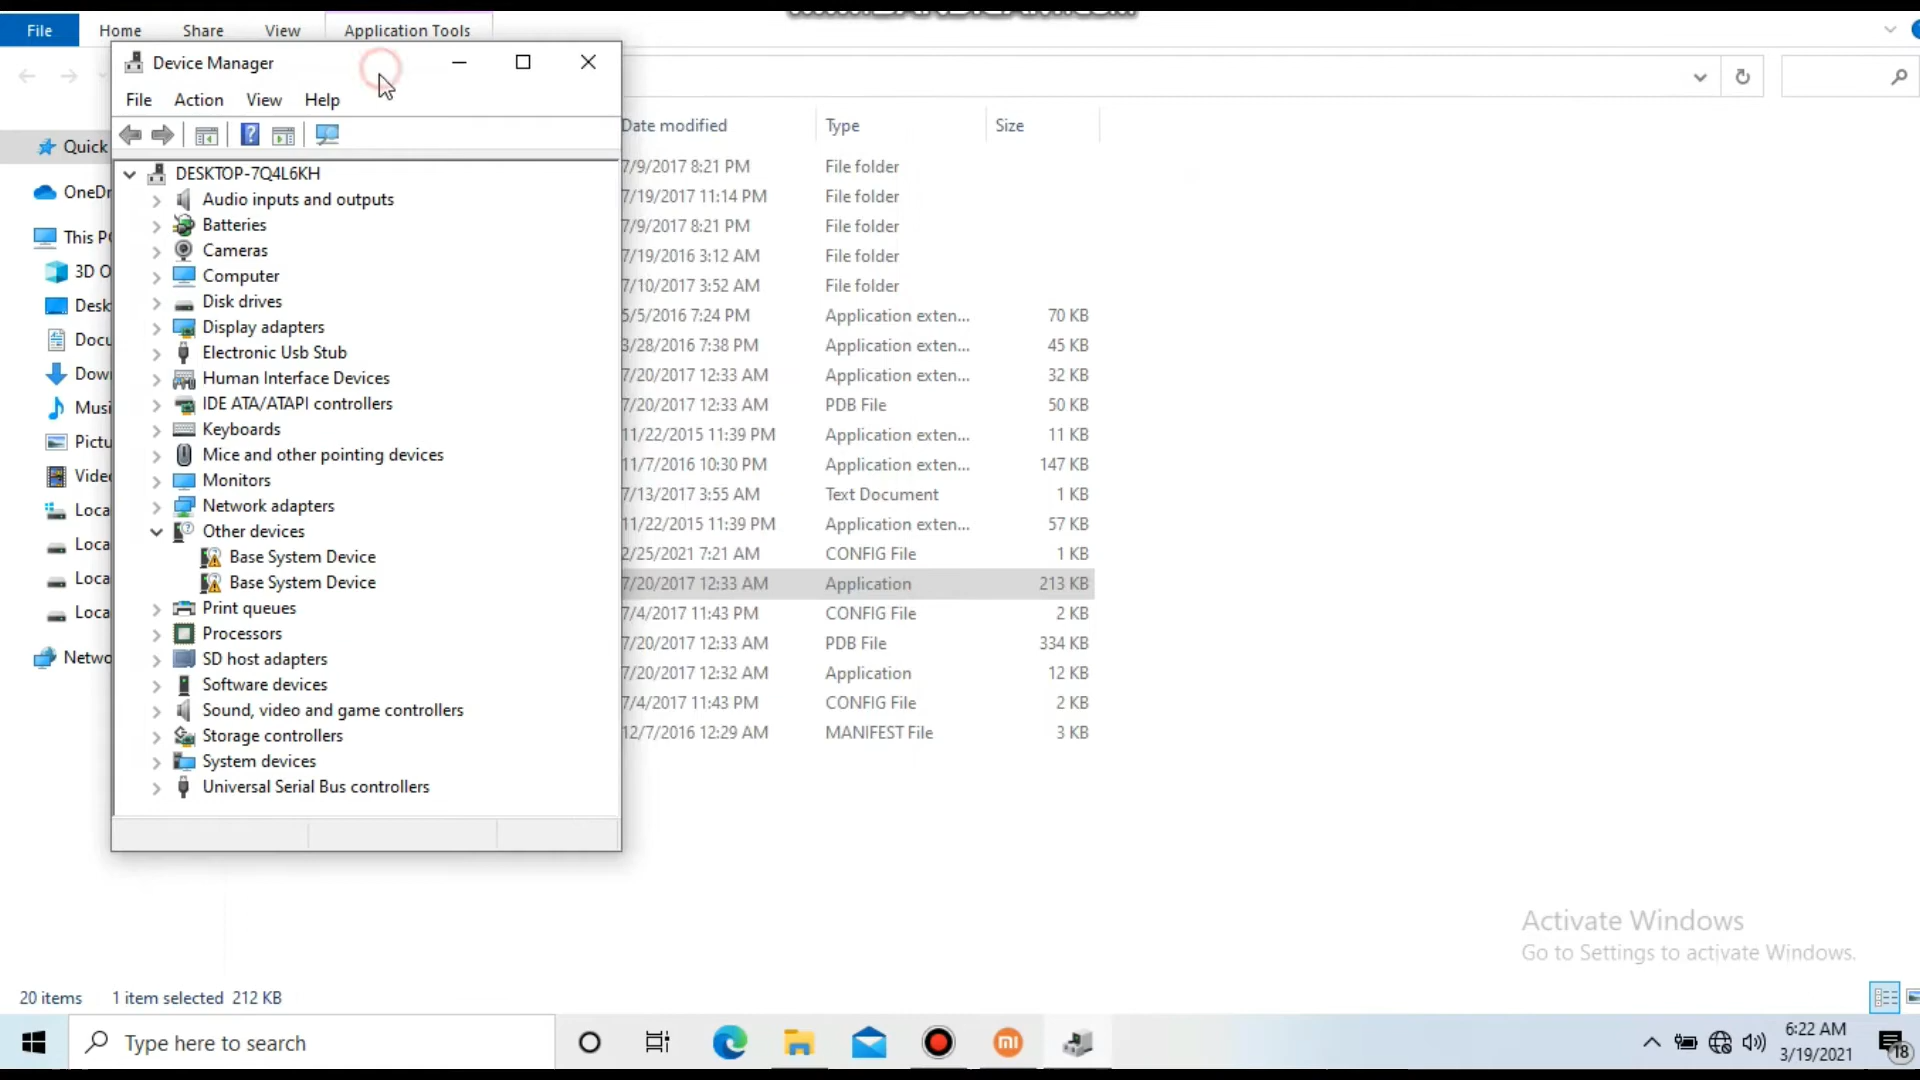 File
Home
Share
View
Application Tools
Device Manager
File
Action
View
Help
Date modified
Type
Size
Quick
OneDr
This P
3D O
Desk
Docu
Down
Musi
Pictu
Video
Loca
Loca
Loca
Loca
Netwo
DESKTOP-7Q4L6KH
Audio inputs and outputs
Batteries
Cameras
Computer
Disk drives
Display adapters
Electronic Usb Stub
Human Interface Devices
IDE ATA/ATAPI controllers
Keyboards
Mice and other pointing devices
Monitors
Network adapters
Other devices
Base System Device
Base System Device
Print queues
Processors
SD host adapters
Software devices
Sound, video and game controllers
Storage controllers
System devices
Universal Serial Bus controllers
7/9/2017 8:21 PM File folder
7/19/2017 11:14 PM File folder
7/9/2017 8:21 PM File folder
7/19/2016 3:12 AM File folder
7/10/2017 3:52 AM File folder
5/5/2016 7:24 PM Application exten... 70 KB
3/28/2016 7:38 PM Application exten... 45 KB
7/20/2017 12:33 AM Application exten... 32 KB
7/20/2017 12:33 AM PDB File 50 KB
11/22/2015 11:39 PM Application exten... 11 KB
11/7/2016 10:30 PM Application exten... 147 KB
7/13/2017 3:55 AM Text Document 1 KB
11/22/2015 11:39 PM Application exten... 57 KB
2/25/2021 7:21 AM CONFIG File 1 KB
7/20/2017 12:33 AM Application 213 KB
7/4/2017 11:43 PM CONFIG File 2 KB
7/20/2017 12:33 AM PDB File 334 KB
7/20/2017 12:32 AM Application 12 KB
7/4/2017 11:43 PM CONFIG File 2 KB
12/7/2016 12:29 AM MANIFEST File 3 KB
Activate Windows
Go to Settings to activate Windows.
20 items 1 item selected 212 KB
Type here to search
mi
6:22 AM
3/19/2021
18